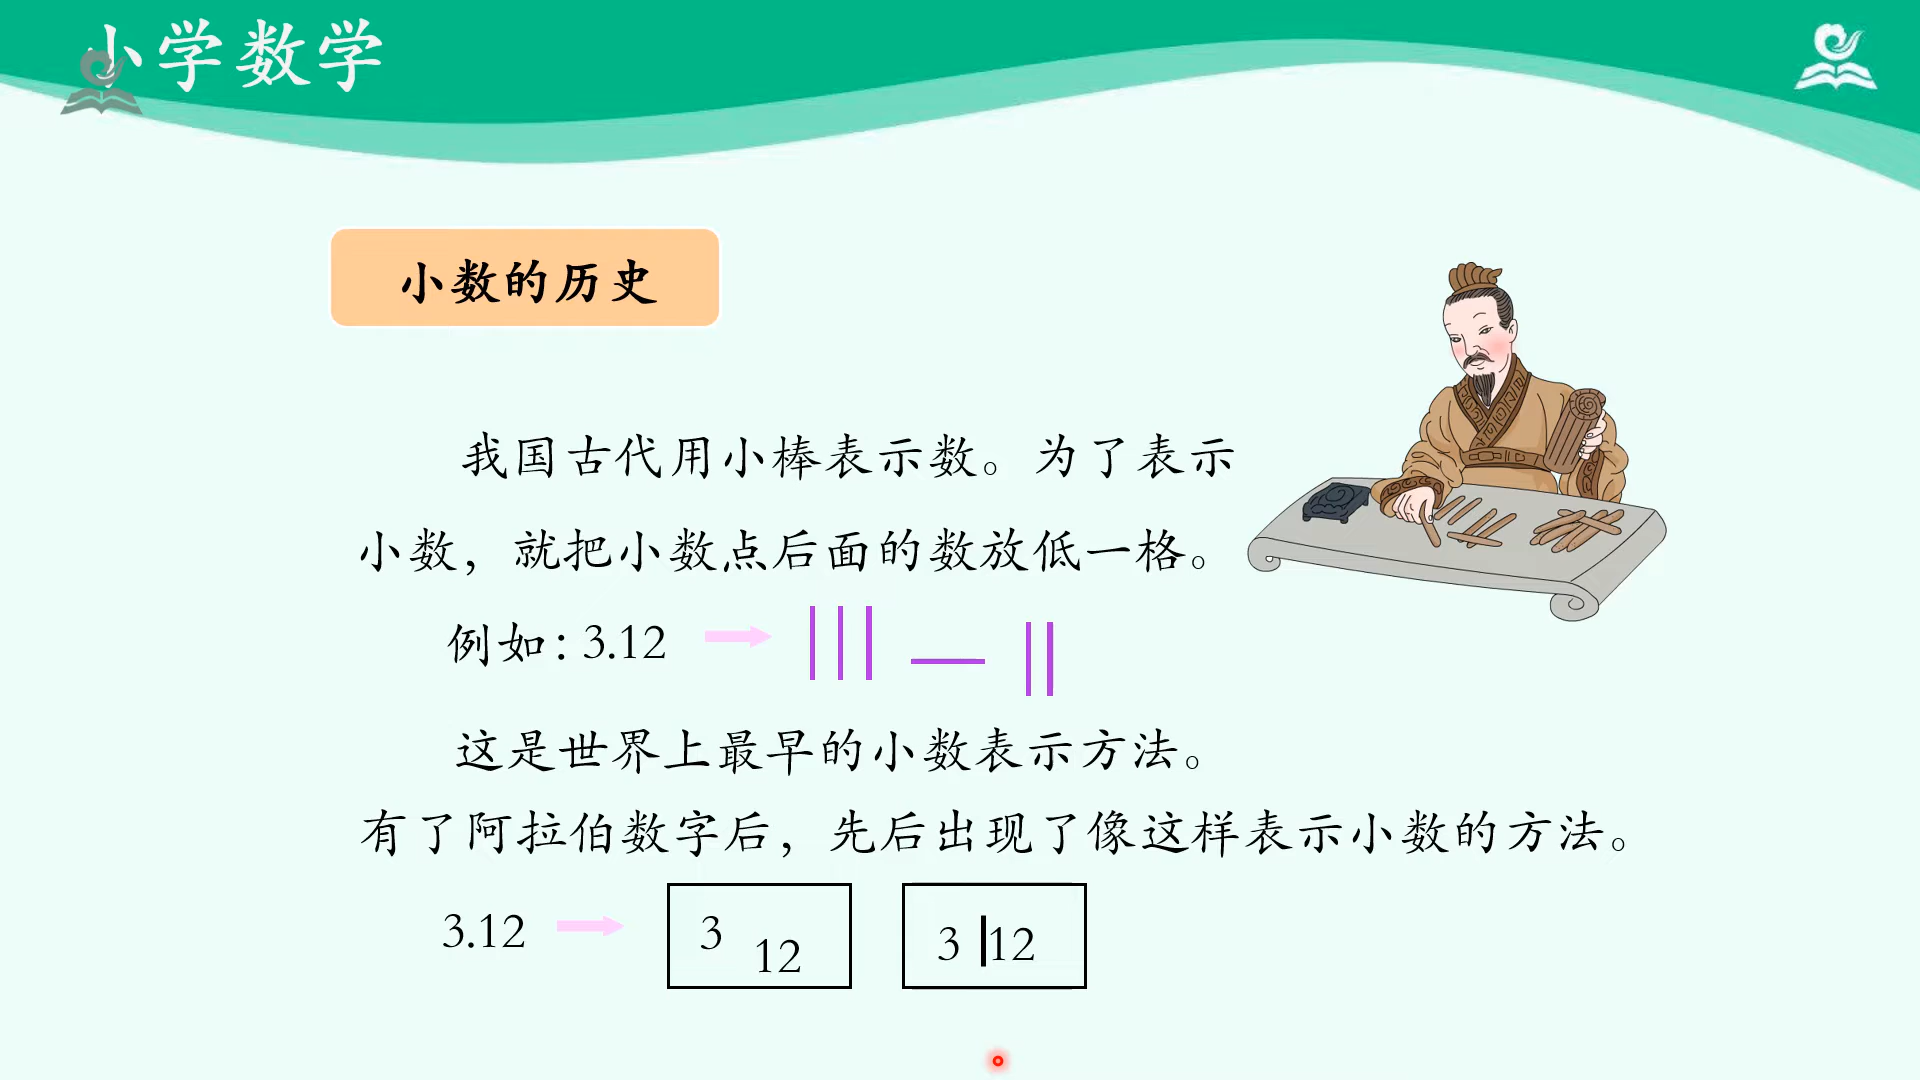 小学数学
小数的历史
我国古代用小棒表示数。为了表示
小数，就把小数点后面的数放低一格。
例如：3.12
这是世界上最早的小数表示方法。
有了阿拉伯数字后，先后出现了像这样表示小数的方法。
3.12 3 12 3|12